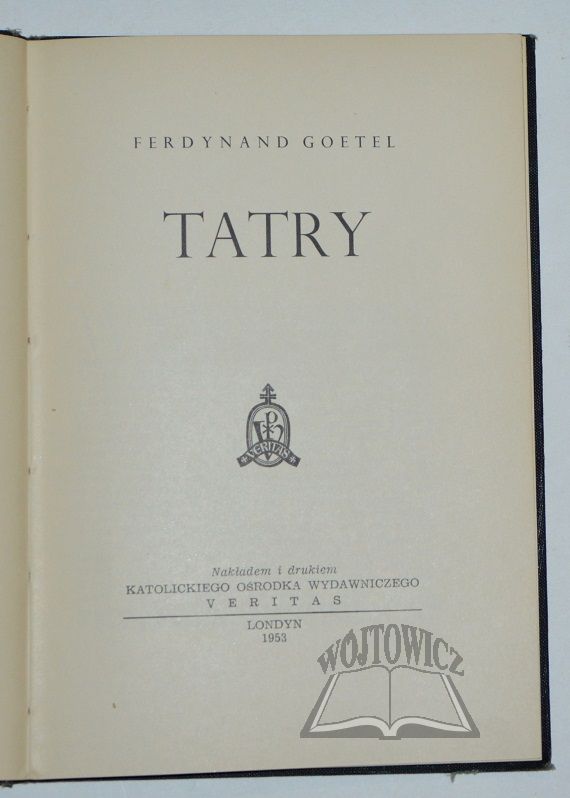 FERDYNAND GOETEL
TATRY
VERITAS
Nakładem i drukiem
KATOLICKIEGO OŚRODKA WYDAWNICZEGO
VERITAS
LONDYN
1953
WÓJTOWICZ